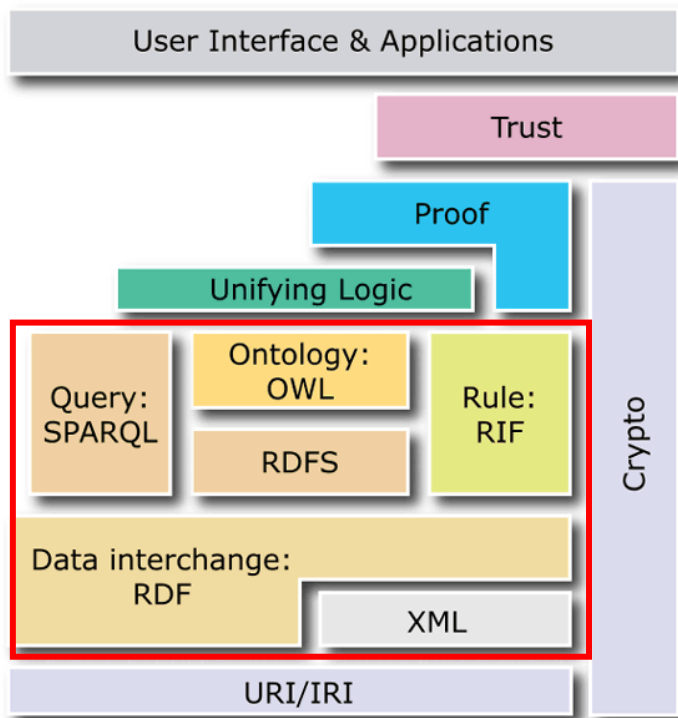 User Interface & Applications
Trust
Proof
Unifying Logic
Query:
SPARQL
Ontology:
OWL
RDFS
Rule:
RIF
Crypto
Data interchange:
RDF
XML
URI/IRI